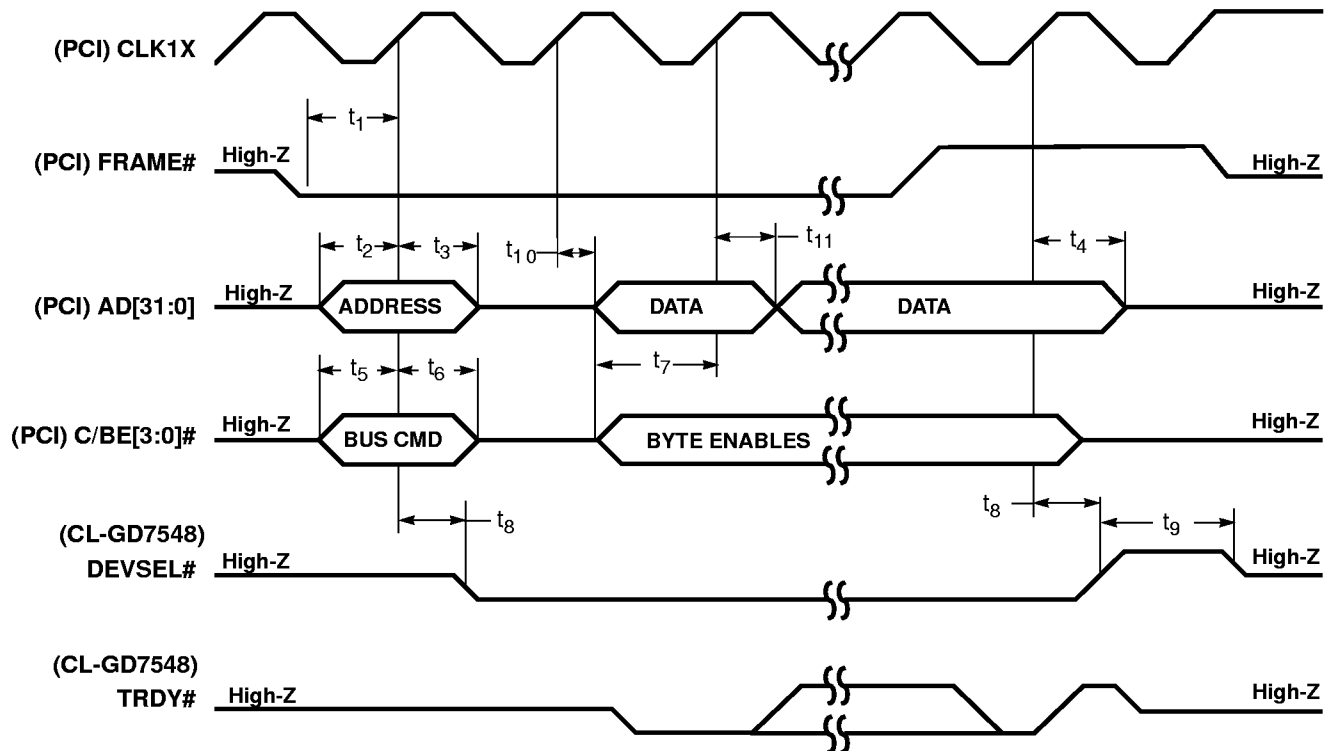 (PCI) CLK1X
t1
(PCI) FRAME#
High-Z
High-Z
t2
t3
t10
t11
t4
(PCI) AD[31:0]
High-Z
ADDRESS
DATA
DATA
High-Z
t5
t6
t7
(PCI) C/BE[3:0]#
High-Z
BUS CMD
BYTE ENABLES
High-Z
t8
t8
t9
(CL-GD7548)
DEVSEL#
High-Z
High-Z
(CL-GD7548)
TRDY#
High-Z
High-Z